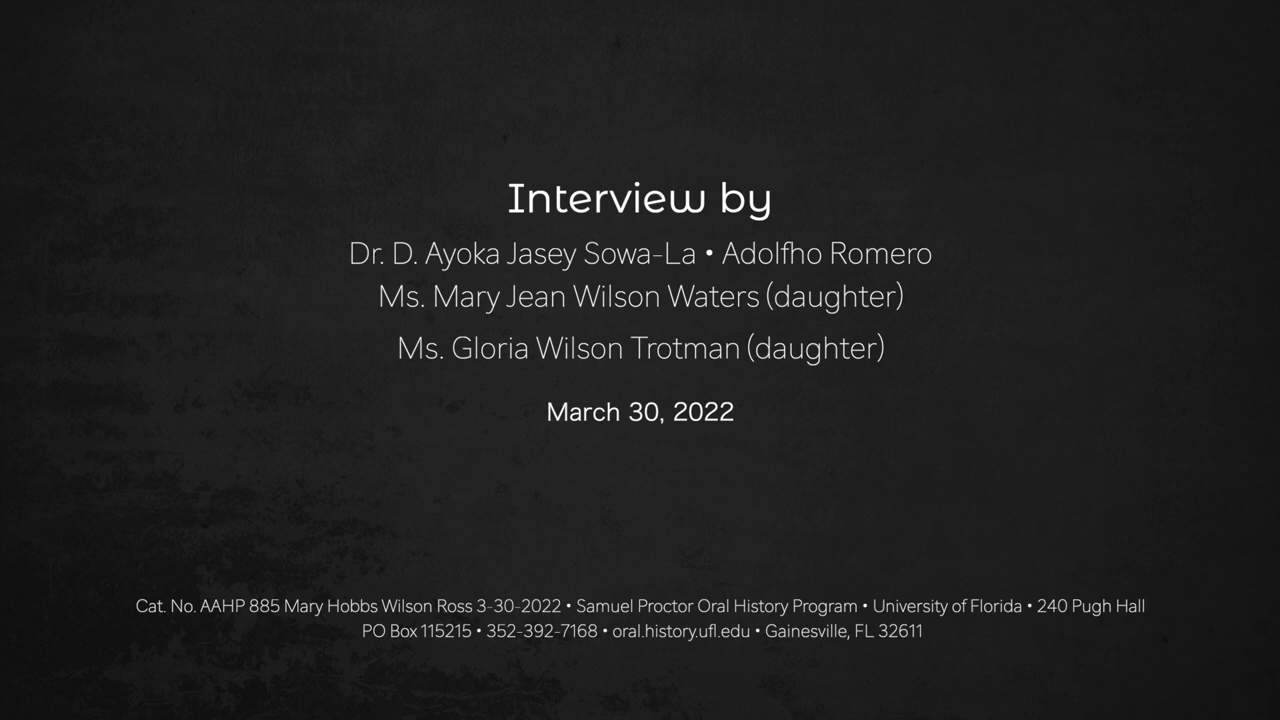 Interview by
Dr. D. Ayoka Jasey Sowa-La • Adolfho Romero
Ms. Mary Jean Wilson Waters (daughter)
Ms. Gloria Wilson Trotman (daughter)
March 30, 2022
Cat. No. AAHP 885 Mary Hobbs Wilson Ross 3-30-2022 • Samuel Proctor Oral History Program • University of Florida • 240 Pugh Hall
PO Box 115215 • 352-392-7168 • oral.history.ufl.edu • Gainesville, FL 32611